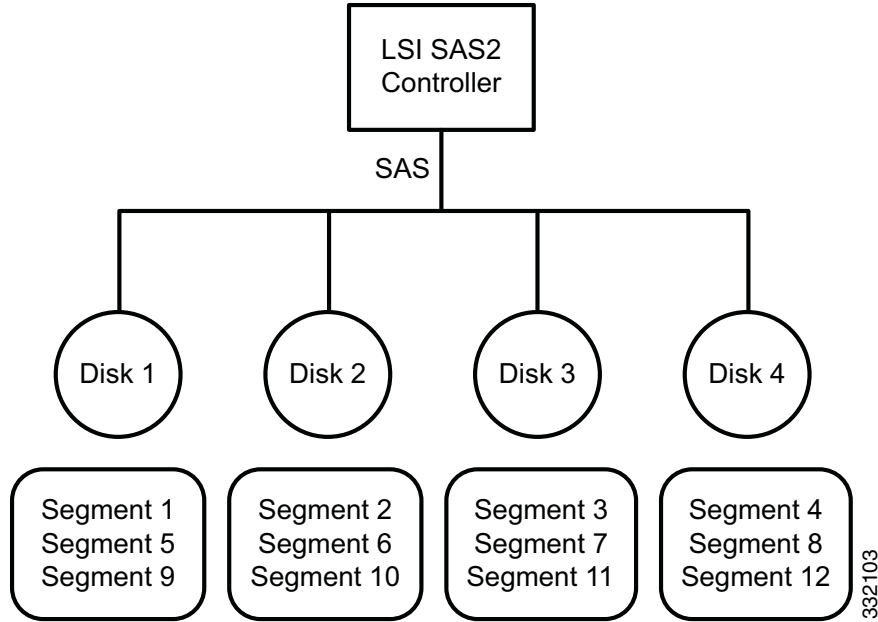 LSI SAS2
Controller
SAS
Disk 1
Disk 2
Disk 3
Disk 4
Segment 1
Segment 5
Segment 9
Segment 2
Segment 6
Segment 10
Segment 3
Segment 7
Segment 11
Segment 4
Segment 8
Segment 12
332103